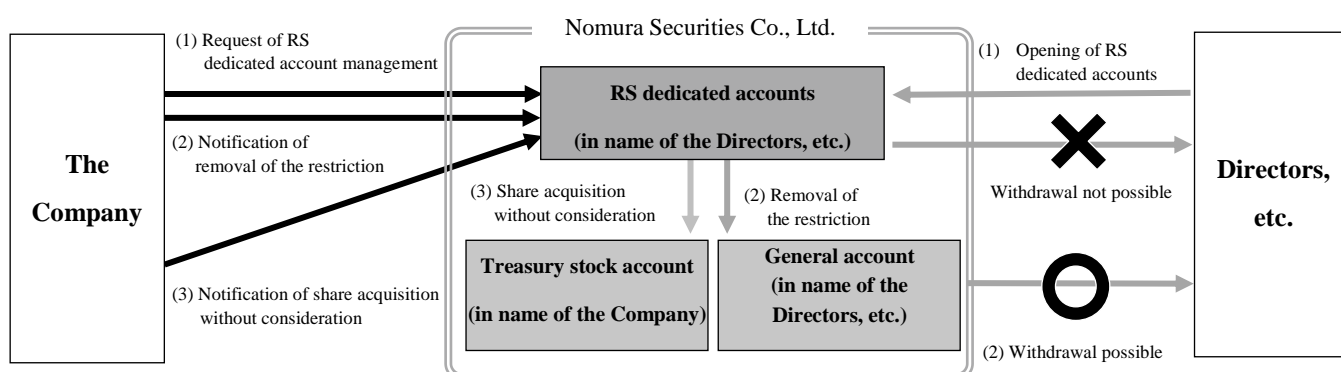 Nomura Securities Co., Ltd.
The
Company
(1) Request of RS
dedicated account management
(2) Notification of
removal of the restriction
(3) Notification of share acquisition
without consideration
RS dedicated accounts
(in name of the Directors, etc.)
(3) Share acquisition
without consideration
(2) Removal of
the restriction
Treasury stock account
(in name of the Company)
General account
(in name of the
Directors, etc.)
(1) Opening of RS
dedicated accounts
Withdrawal not possible
(2) Withdrawal possible
Directors,
etc.